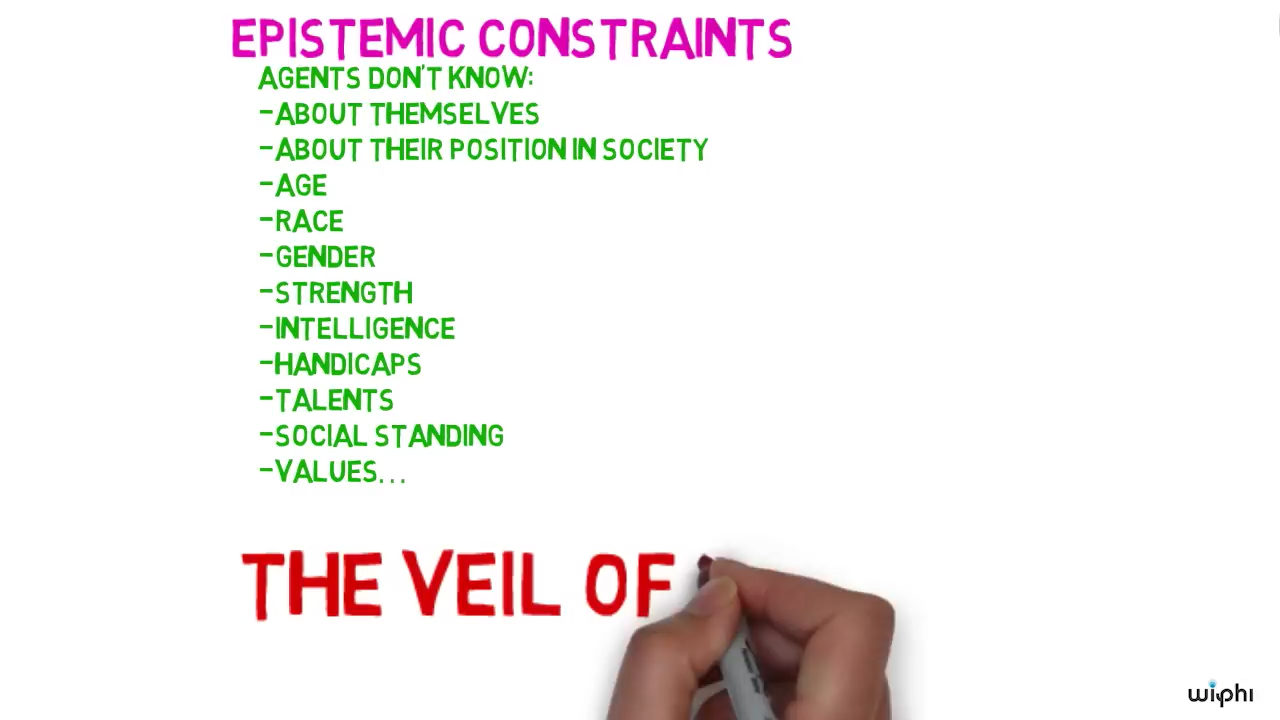 EPISTEMIC CONSTRAINTS
AGENTS DON'T KNOW:
-ABOUT THEMSELVES
-ABOUT THEIR POSITION IN SOCIETY
-AGE
-RACE
-GENDER
-STRENGTH
-INTELLIGENCE
-HANDICAPS
-TALENTS
-SOCIAL STANDING
-VALUES...
THE VEIL OF
wiphi